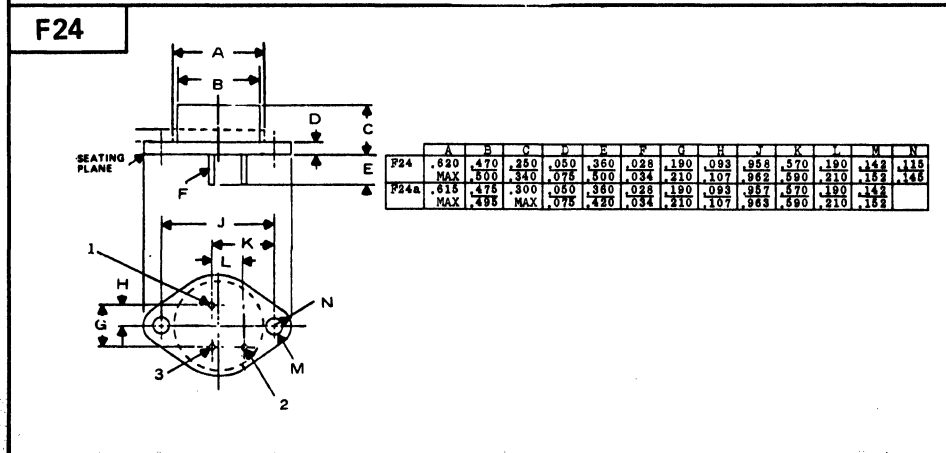 F24
A
B
D
C
SEATING
PLANE
E
F
J
K
1
L
H
N
G
M
3
2
A B C D E F G H J K L M N
F24 .620 .470 .250 .050 .360 .028 .190 .093 .958 .570 .190 .142 .115
MAX .500 .340 .075 .500 .034 .210 .107 .962 .590 .210 .152 .145
F24a .615 .475 .300 .050 .360 .028 .190 .093 .957 .570 .190 .142
MAX .495 MAX .075 .420 .034 .210 .107 .963 .590 .210 .152